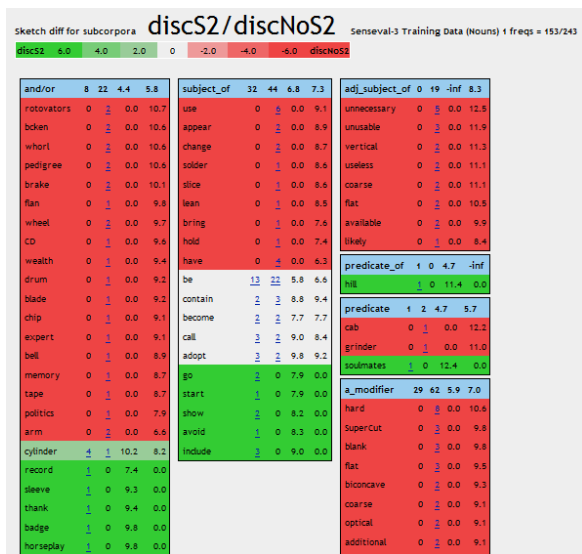 Sketch diff for subcorpora discS2/discNoS2 Senseval-3 Training Data (Nouns) 1 freqs = 153/243
discS2 6.0 4.0 2.0 0 -2.0 -4.0 -6.0 discNoS2
and/or 8 22 4.4 5.8
rotovators 0 2 0.0 10.7
bcken 0 2 0.0 10.6
whorl 0 2 0.0 10.6
pedigree 0 2 0.0 10.6
brake 0 2 0.0 10.1
flan 0 1 0.0 9.8
wheel 0 2 0.0 9.7
CD 0 1 0.0 9.6
wealth 0 1 0.0 9.4
drum 0 1 0.0 9.2
blade 0 1 0.0 9.2
chip 0 1 0.0 9.1
expert 0 1 0.0 9.1
bell 0 1 0.0 8.9
memory 0 1 0.0 8.7
tape 0 1 0.0 8.7
politics 0 1 0.0 7.9
arm 0 2 0.0 6.6
cylinder 4 1 10.2 8.2
record 1 0 7.4 0.0
sleeve 1 0 9.3 0.0
thank 1 0 9.4 0.0
badge 1 0 9.8 0.0
horseplay 1 0 9.8 0.0
subject_of 32 44 6.8 7.3
use 0 6 0.0 9.1
appear 0 2 0.0 8.9
change 0 2 0.0 8.7
solder 0 1 0.0 8.6
slice 0 1 0.0 8.6
lean 0 1 0.0 8.5
bring 0 1 0.0 7.6
hold 0 1 0.0 7.4
have 0 4 0.0 6.3
be 13 22 5.8 6.6
contain 2 3 8.8 9.4
become 2 2 7.7 7.7
call 3 2 9.0 8.4
adopt 3 2 9.8 9.2
go 2 0 7.9 0.0
start 1 0 7.9 0.0
show 2 0 8.2 0.0
avoid 1 0 8.3 0.0
include 3 0 9.0 0.0
adj_subject_of 0 19 -inf 8.3
unnecessary 0 5 0.0 12.5
unusable 0 3 0.0 11.9
vertical 0 2 0.0 11.3
useless 0 2 0.0 11.1
coarse 0 2 0.0 11.1
flat 0 2 0.0 10.5
available 0 2 0.0 9.9
likely 0 1 0.0 8.4
predicate_of 1 0 4.7 -inf
hill 1 0 11.4 0.0
predicate 1 2 4.7 5.7
cab 0 1 0.0 12.2
grinder 0 1 0.0 11.0
soulmates 1 0 12.4 0.0
a_modifier 29 62 5.9 7.0
hard 0 8 0.0 10.6
SuperCut 0 3 0.0 9.8
blank 0 3 0.0 9.8
flat 0 3 0.0 9.5
biconcave 0 2 0.0 9.3
coarse 0 2 0.0 9.1
optical 0 2 0.0 9.1
additional 0 2 0.0 9.1